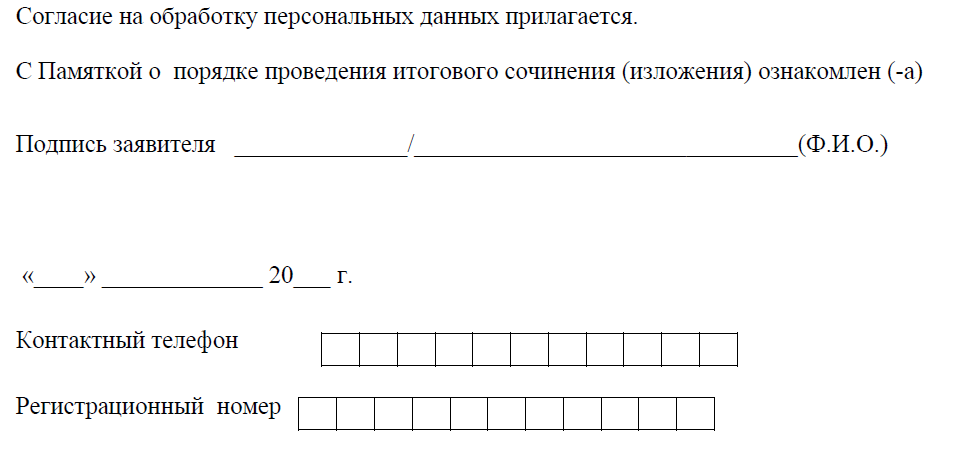 Согласие на обработку персональных данных прилагается.
С Памяткой о порядке проведения итогового сочинения (изложения) ознакомлен (-а)
Подпись заявителя ______________/_______________________________(Ф.И.О.)
«____» _____________ 20___ г.
Контактный телефон
Регистрационный номер